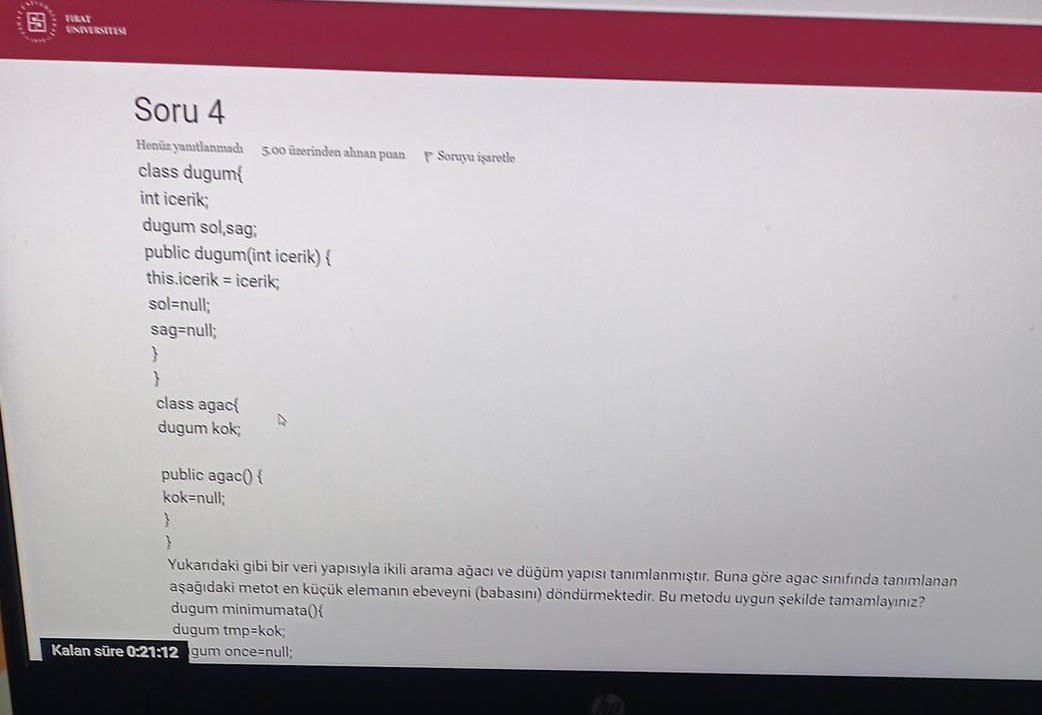 FIRAT
ÜNİVERSİTESİ
Soru 4
Henüz yanıtlanmadı 5.00 üzerinden alınan puan Soruyu işaretle
class dugum{
int icerik;
dugum sol,sag;
public dugum(int icerik) {
this.icerik = icerik;
sol=null;
sag=null;
}
}
class agac{
dugum kok;
public agac() {
kok=null;
}
}
Yukarıdaki gibi bir veri yapısıyla ikili arama ağacı ve düğüm yapısı tanımlanmıştır. Buna göre agac sınıfında tanımlanan
aşağıdaki metot en küçük elemanın ebeveyni (babasını) döndürmektedir. Bu metodu uygun şekilde tamamlayınız?
dugum minimumata(){
dugum tmp=kok;
Kalan süre 0:21:12 gum once=null;
hp